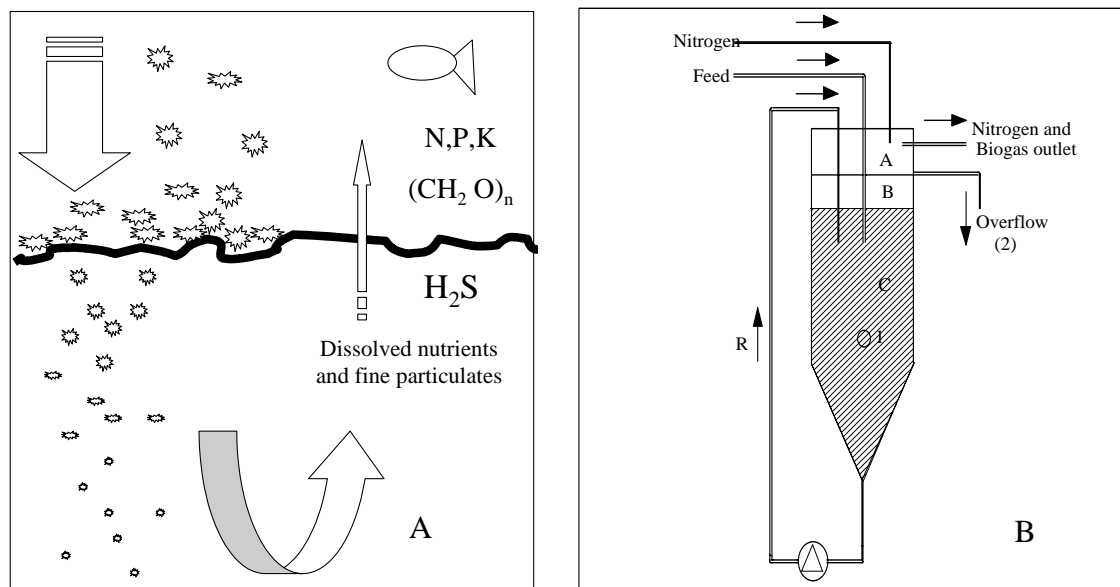 N,P,K
(CH2 O)n
H2S
Dissolved nutrients
and fine particulates
A
Nitrogen
Feed
Nitrogen and
Biogas outlet
A
B
Overflow
(2)
C
1
R
B